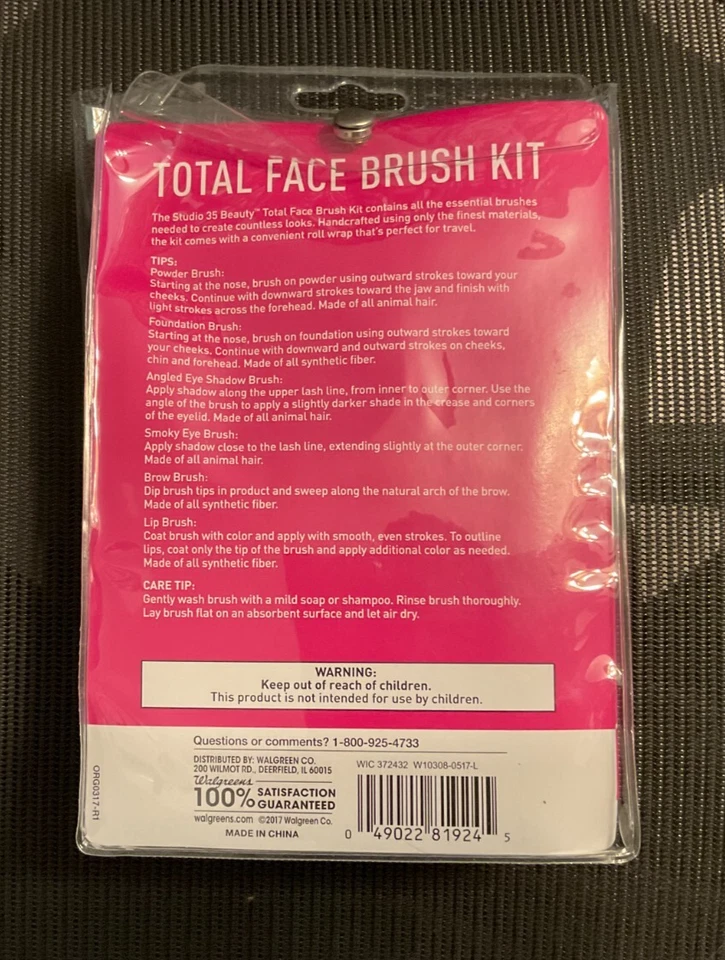 TOTAL FACE BRUSH KIT
The Studio 35 Beauty™ Total Face Brush Kit contains all the essential brushes
needed to create countless looks. Handcrafted using only the finest materials,
the kit comes with a convenient roll wrap that's perfect for travel.
TIPS:
Powder Brush:
Starting at the nose, brush on powder using outward strokes toward your
cheeks. Continue with downward strokes toward the jaw and finish with
light strokes across the forehead. Made of all animal hair.
Foundation Brush:
Starting at the nose, brush on foundation using outward strokes toward
your cheeks. Continue with downward and outward strokes on cheeks,
chin and forehead. Made of all synthetic fiber.
Angled Eye Shadow Brush:
Apply shadow along the upper lash line, from inner to outer corner. Use the
angle of the brush to apply a slightly darker shade in the crease and corners
of the eyelid. Made of all animal hair.
Smoky Eye Brush:
Apply shadow close to the lash line, extending slightly at the outer corner.
Made of all animal hair.
Brow Brush:
Dip brush tips in product and sweep along the natural arch of the brow.
Made of all synthetic fiber.
Lip Brush:
Coat brush with color and apply with smooth, even strokes. To outline
lips, coat only the tip of the brush and apply additional color as needed.
Made of all synthetic fiber.
CARE TIP:
Gently wash brush with a mild soap or shampoo. Rinse brush thoroughly.
Lay brush flat on an absorbent surface and let air dry.
WARNING:
Keep out of reach of children.
This product is not intended for use by children.
Questions or comments? 1-800-925-4733
DISTRIBUTED BY: WALGREEN CO.
200 WILMOT RD., DEERFIELD, IL 60015
Walgreens
100% SATISFACTION GUARANTEED
walgreens.com ©2017 Walgreen Co.
MADE IN CHINA
WIC 372432 W10308-0517-L
0 49022 81924 5
ORG0317-R1